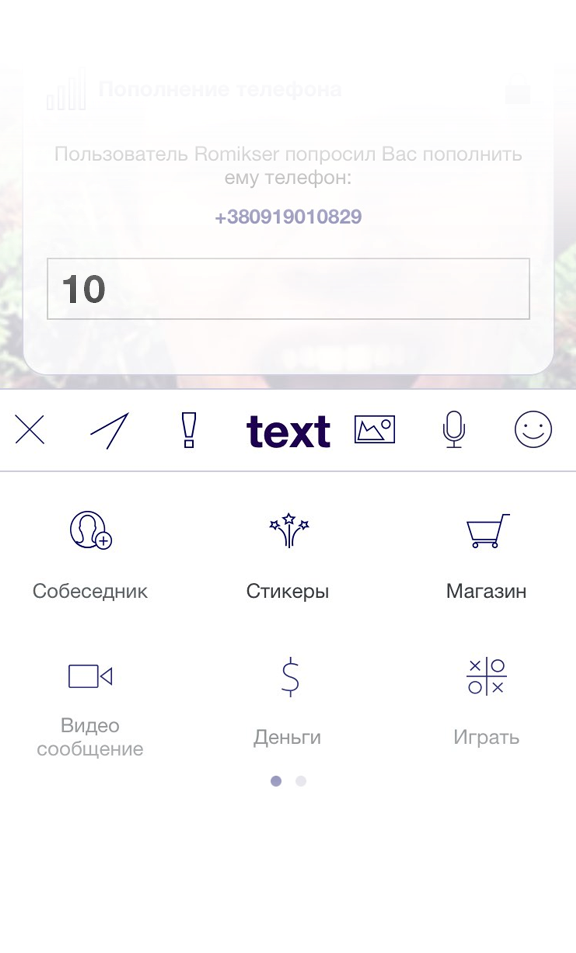 Пополнение телефона
Пользователь Romikser попросил Вас пополнить
ему телефон:
+380919010829
10
text
Собеседник
Стикеры
Магазин
Видео
сообщение
Деньги
Играть